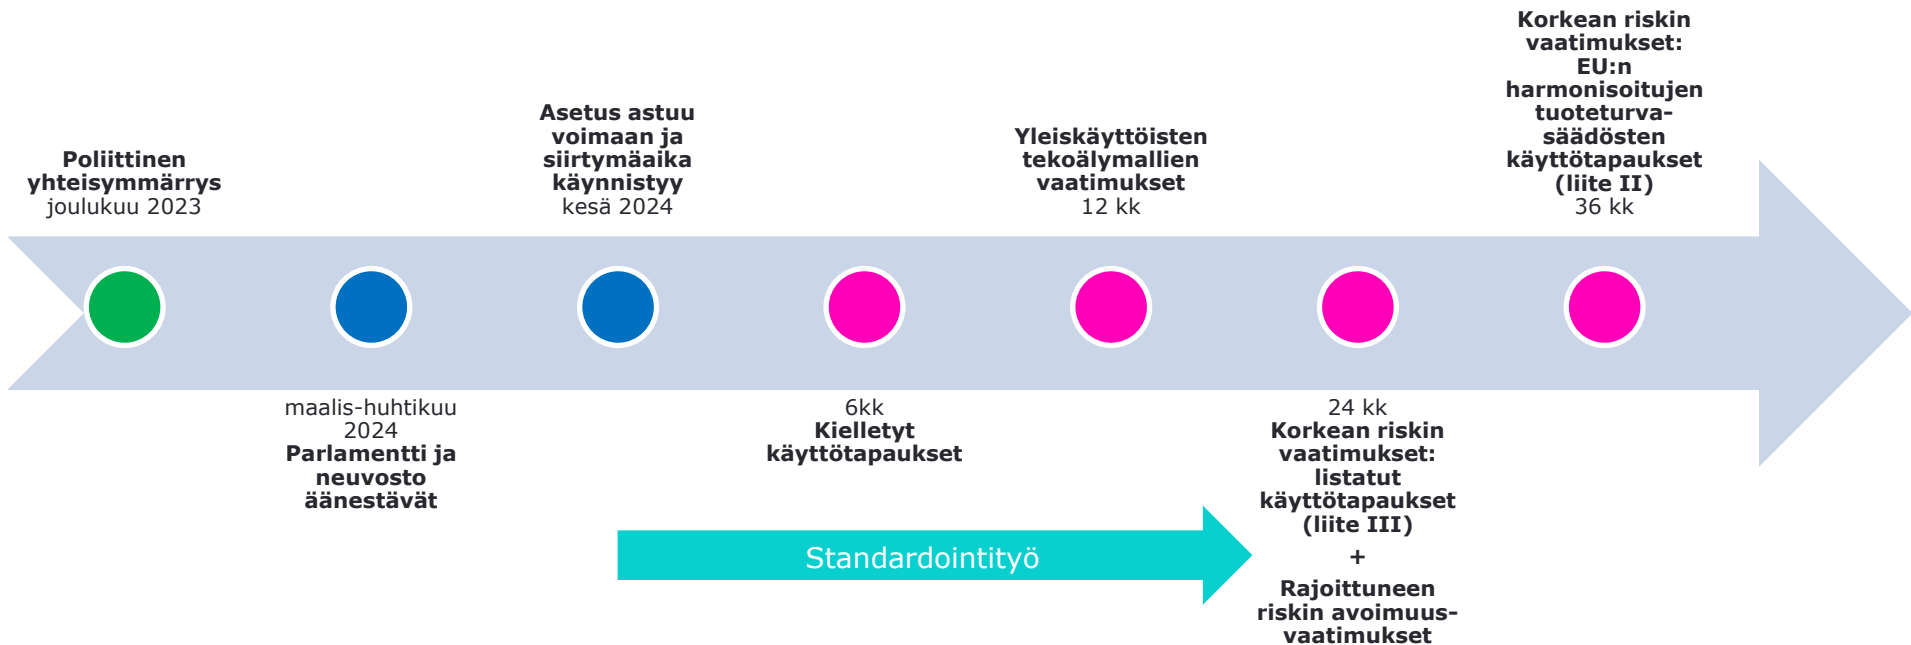 Poliittinen
yhteisymmärrys
joulukuu 2023
maalis-huhtikuu
2024
Parlamentti ja
neuvosto
äänestävät
Asetus astuu
voimaan ja
siirtymäaika
käynnistyy
kesä 2024
6kk
Kielletyt
käyttötapaukset
Yleiskäyttöisten
tekoälymallien
vaatimukset
12 kk
24 kk
Korkean riskin
vaatimukset:
listatut
käyttötapaukset
(liite III)
+
Rajoittuneen
riskin avoimuus-
vaatimukset
Korkean riskin
vaatimukset:
EU:n
harmonisoitujen
tuoteturva-
säädösten
käyttötapaukset
(liite II)
36 kk
Standardointityö